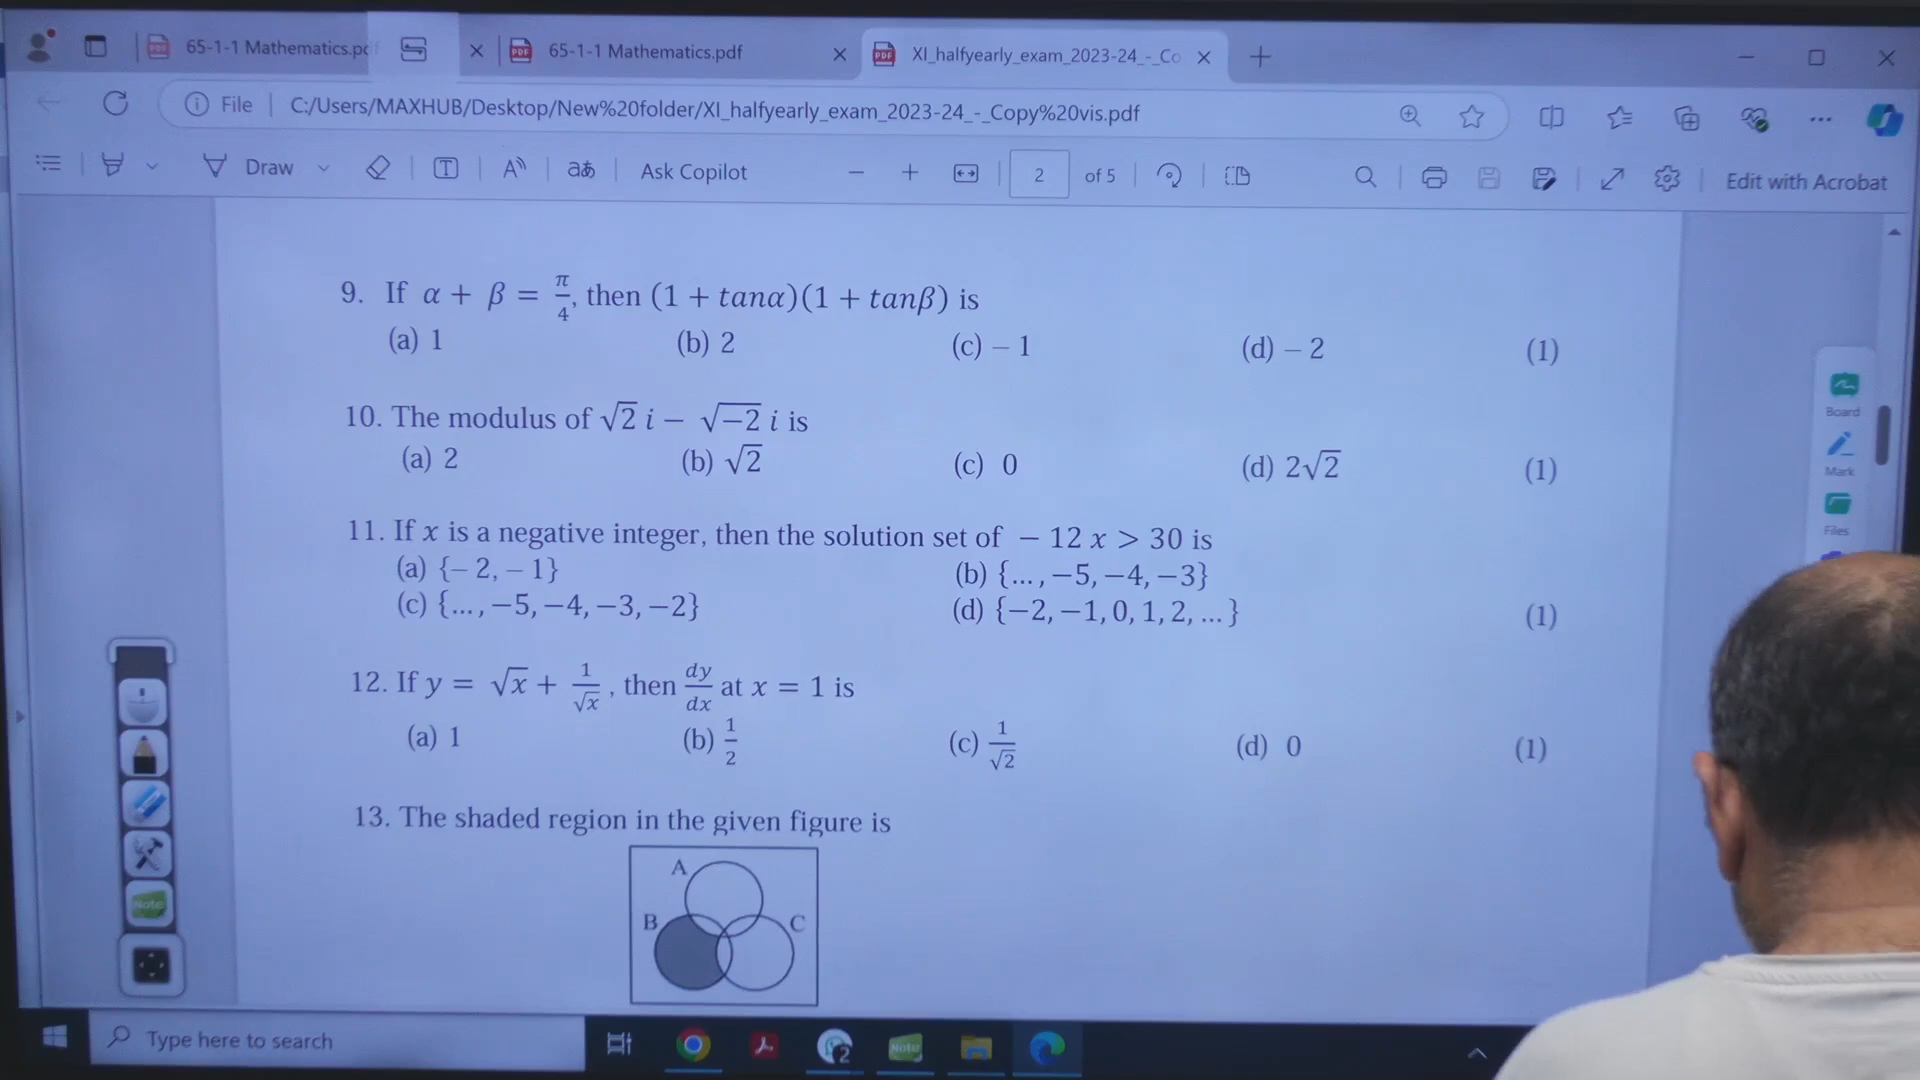 65-1-1 Mathematics.pdf
65-1-1 Mathematics.pdf
XI_halfyearly_exam_2023-24_-_Co
File C:/Users/MAXHUB/Desktop/New%20folder/XI_halfyearly_exam_2023-24_-_Copy%20vis.pdf
Draw Ask Copilot 2 of 5 Edit with Acrobat
9. If α + β = π/4, then (1 + tanα)(1 + tanβ) is
(a) 1 (b) 2 (c) – 1 (d) – 2 (1)
10. The modulus of √2 i − √−2 i is
(a) 2 (b) √2 (c) 0 (d) 2√2 (1)
11. If x is a negative integer, then the solution set of − 12 x > 30 is
(a) {– 2, – 1} (b) {…, −5, −4, −3}
(c) {…, −5, −4, −3, −2} (d) {−2, −1, 0, 1, 2, … } (1)
12. If y = √x + 1/√x , then dy/dx at x = 1 is
(a) 1 (b) 1/2 (c) 1/√2 (d) 0 (1)
13. The shaded region in the given figure is
A
B C
Board
Mark
Files
Note
Type here to search
Note